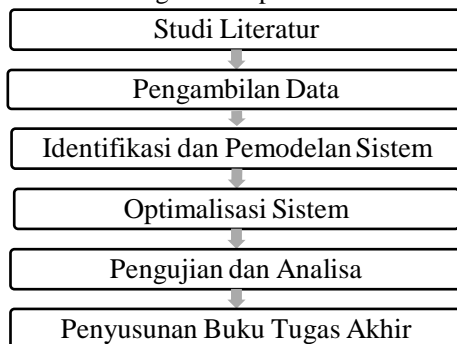 Studi Literatur
Pengambilan Data
Identifikasi dan Pemodelan Sistem
Optimalisasi Sistem
Pengujian dan Analisa
Penyusunan Buku Tugas Akhir